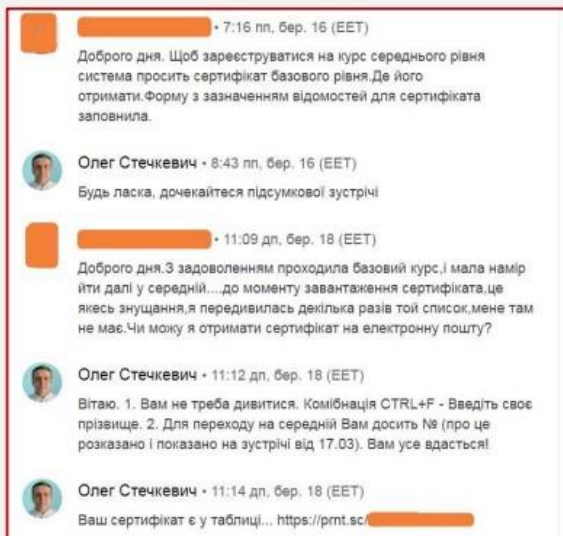 • 7:16 пп, бер. 16 (EET)
Доброго дня. Щоб зареєструватися на курс середнього рівня
система просить сертифікат базового рівня.Де його
отримати.Форму з зазначенням відомостей для сертифіката
заповнила.
Олег Стечкевич • 8:43 пп, бер. 16 (EET)
Будь ласка, дочекайтеся підсумкової зустрічі
• 11:09 дп, бер. 18 (EET)
Доброго дня.З задоволенням проходила базовий курс,і мала намір
йти далі у середній....до моменту завантаження сертифіката,це
якесь знущання,я передивилась декілька разів той список,мене там
не має.Чи можу я отримати сертифікат на електронну пошту?
Олег Стечкевич • 11:12 дп, бер. 18 (EET)
Вітаю. 1. Вам не треба дивитися. Комібнація CTRL+F - Введіть своє
прізвище. 2. Для переходу на середній Вам досить № (про це
розказано і показано на зустрічі від 17.03). Вам усе вдасться!
Олег Стечкевич • 11:14 дп, бер. 18 (EET)
Ваш сертифікат є у таблиці... https://prnt.sc/